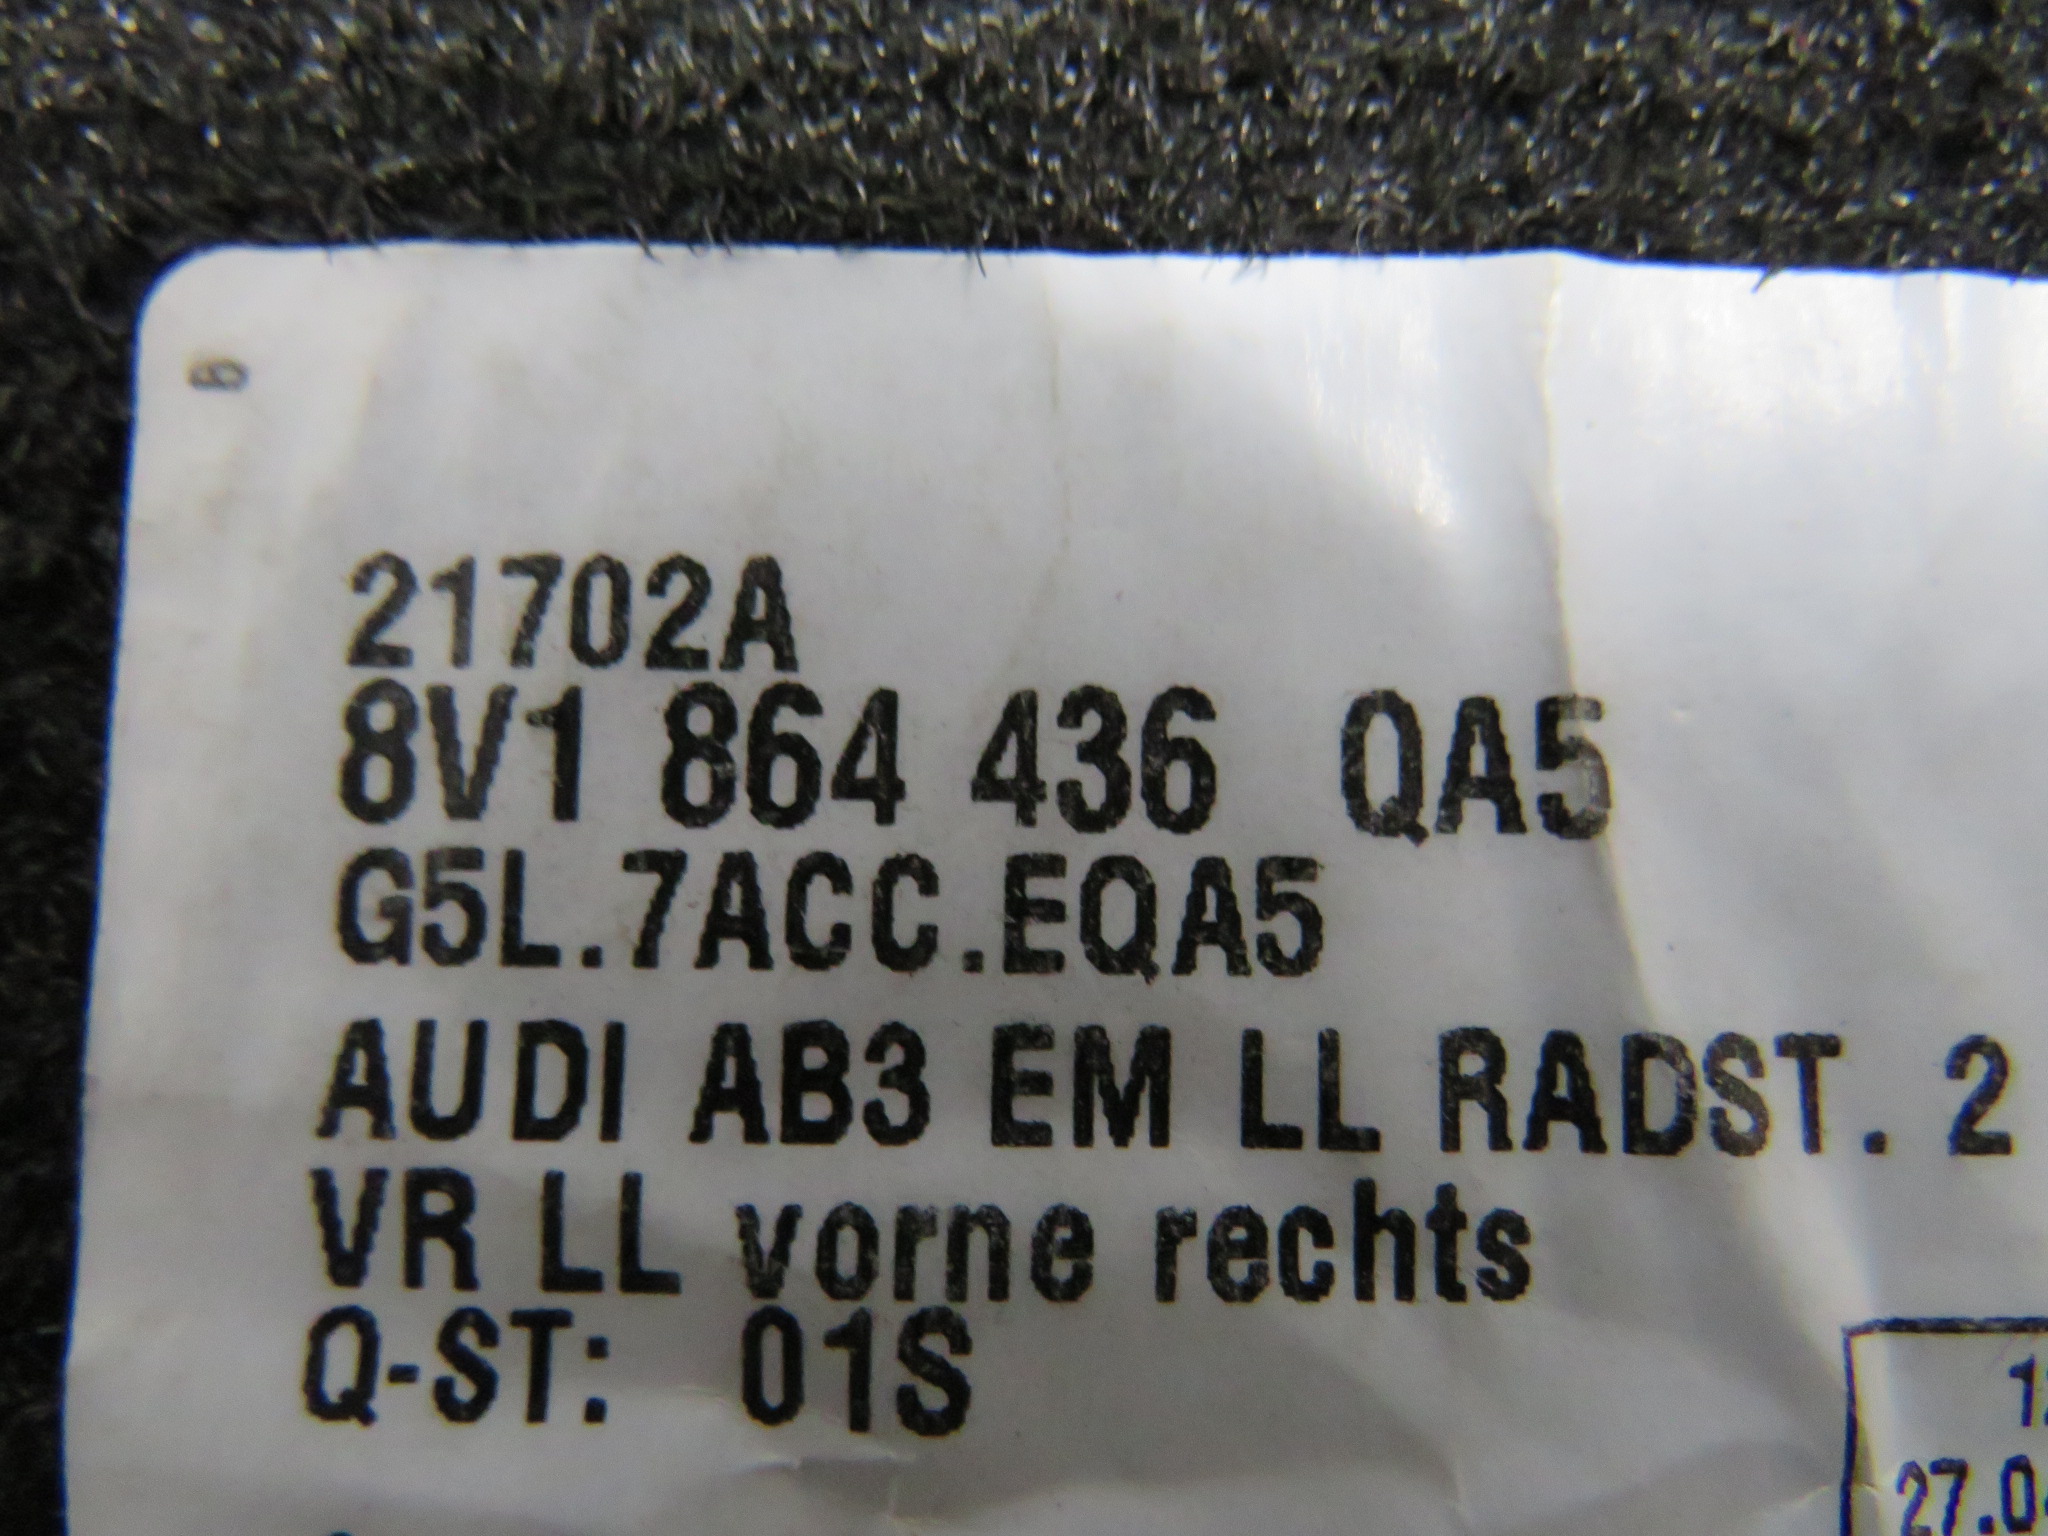 21702A
8V1 864 436 QA5
G5L.7ACC.EQA5
AUDI AB3 EM LL RADST. 2
VR LL vorne rechts
Q-ST: 01S